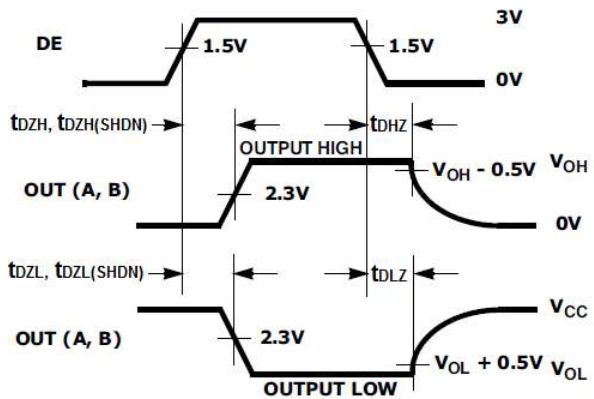 3V
DE
1.5V
1.5V
0V
tDZH, tDZH(SHDN)
tDHZ
OUTPUT HIGH
VOH - 0.5V
VOH
OUT (A, B)
2.3V
0V
tDZL, tDZL(SHDN)
tDLZ
VCC
OUT (A, B)
2.3V
VOL + 0.5V
VOL
OUTPUT LOW